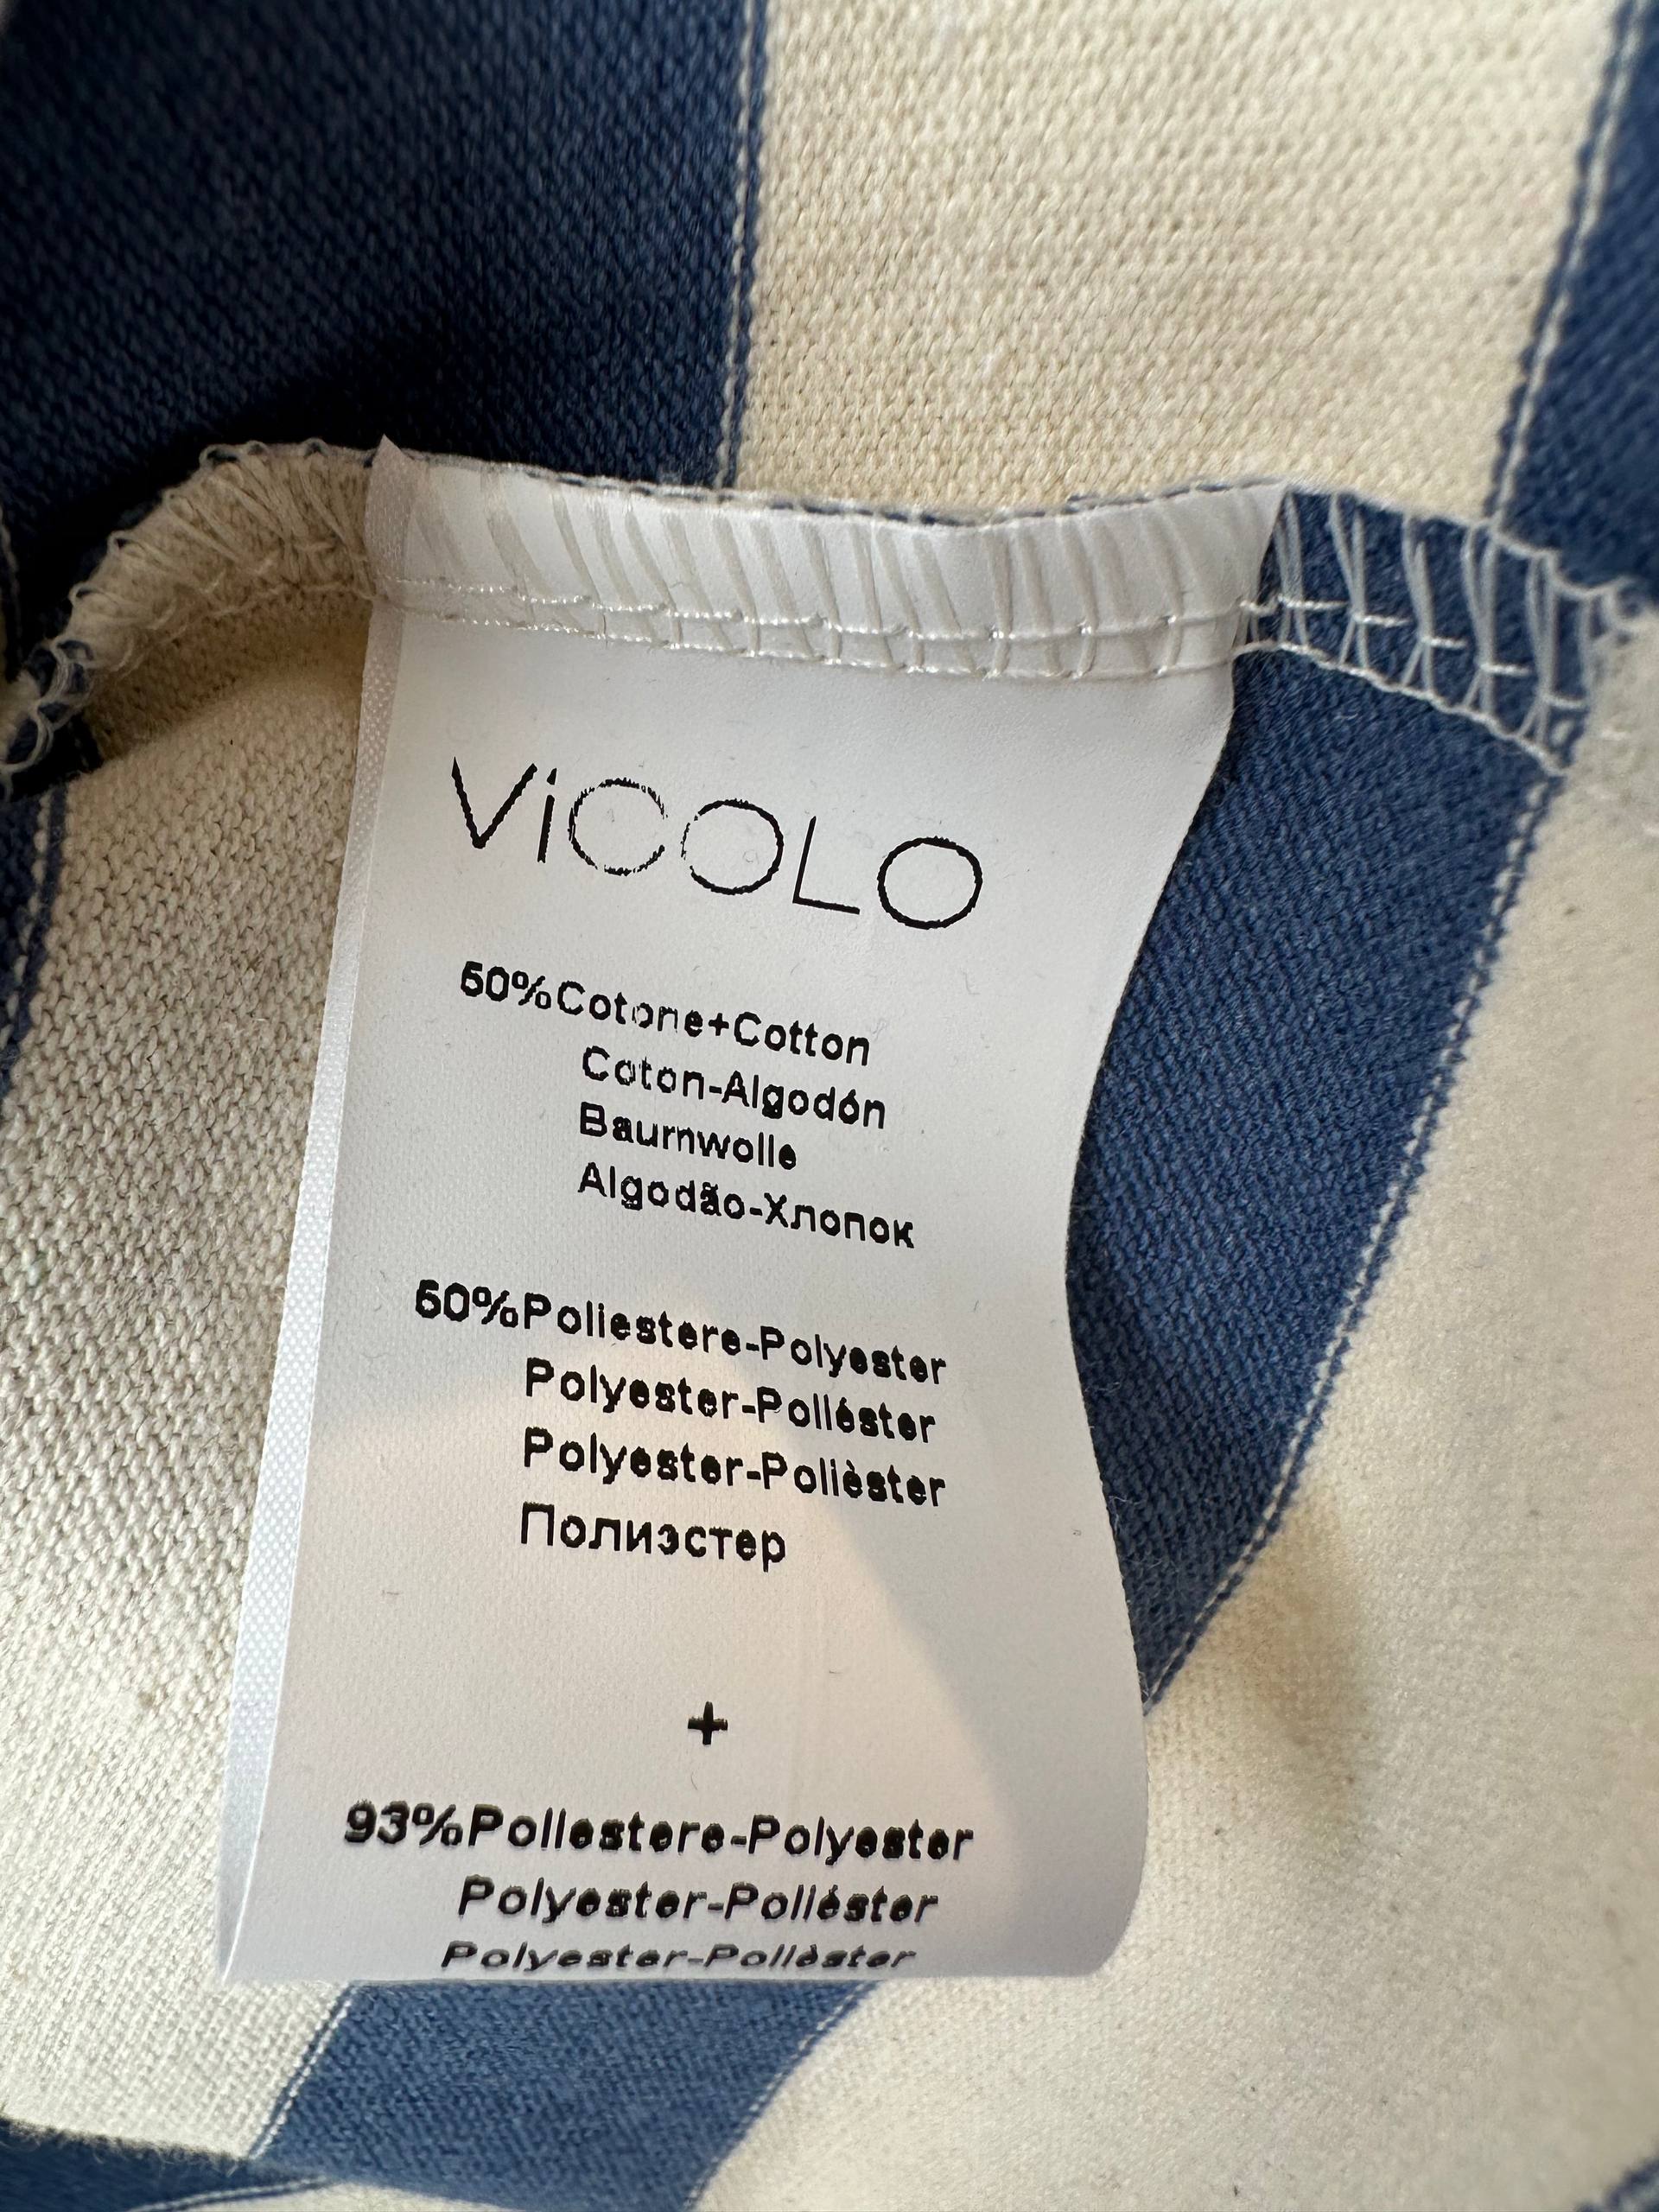 ViCOLO
50%Cotone+Cotton
Coton-Algodón
Baumwolle
Algodão-Хлопок
50%Poliestere-Polyester
Polyester-Poliéster
Polyester-Polièster
Полиэстер
+
93%Poliestere-Polyester
Polyester-Poliéster
Polyester-Polièster